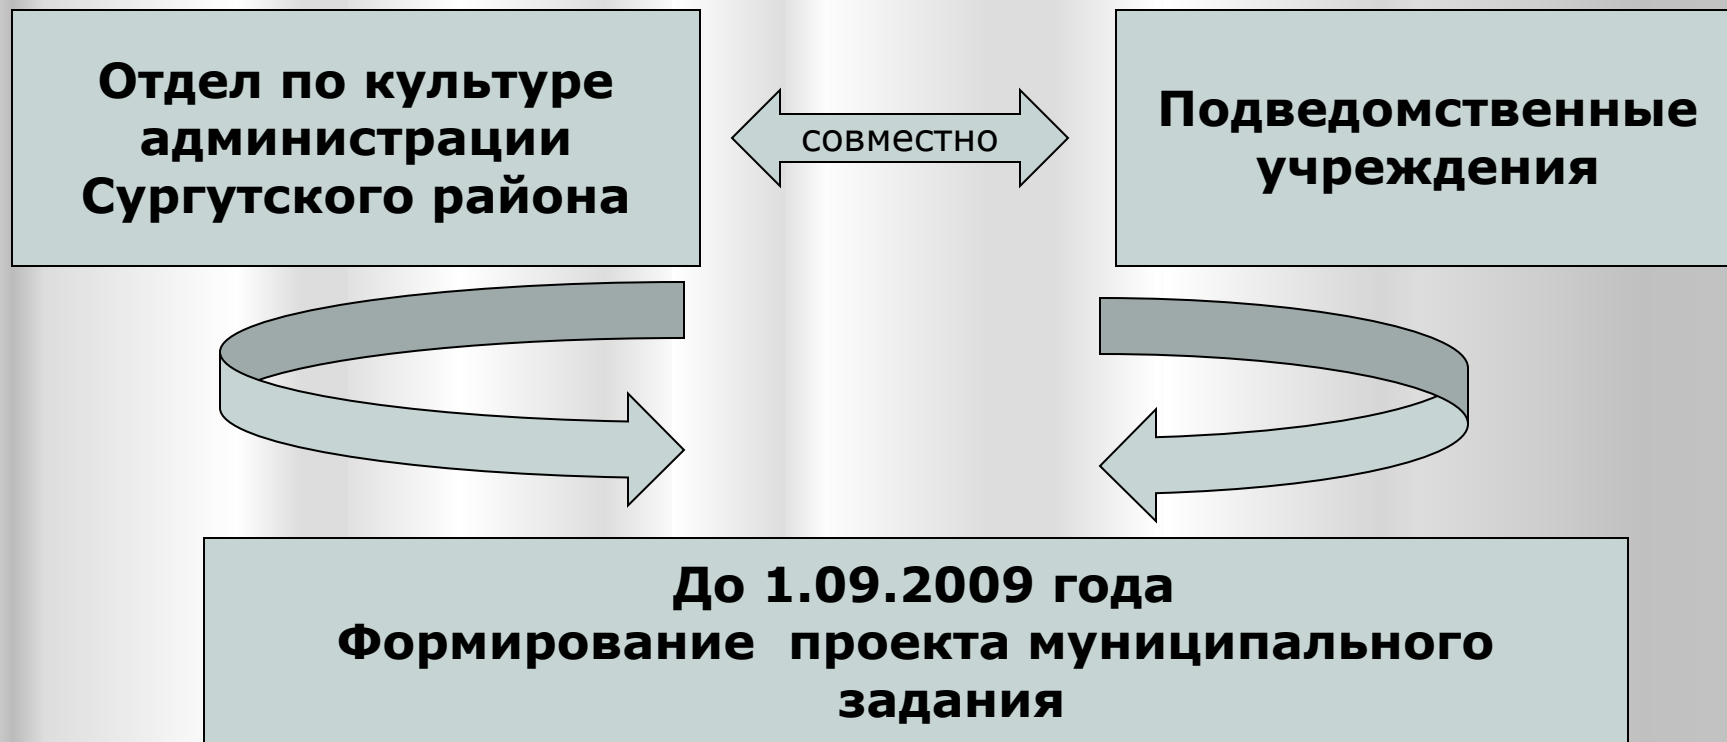 Отдел по культуре
администрации
Сургутского района
совместно
Подведомственные
учреждения
До 1.09.2009 года
Формирование  проекта муниципального
задания